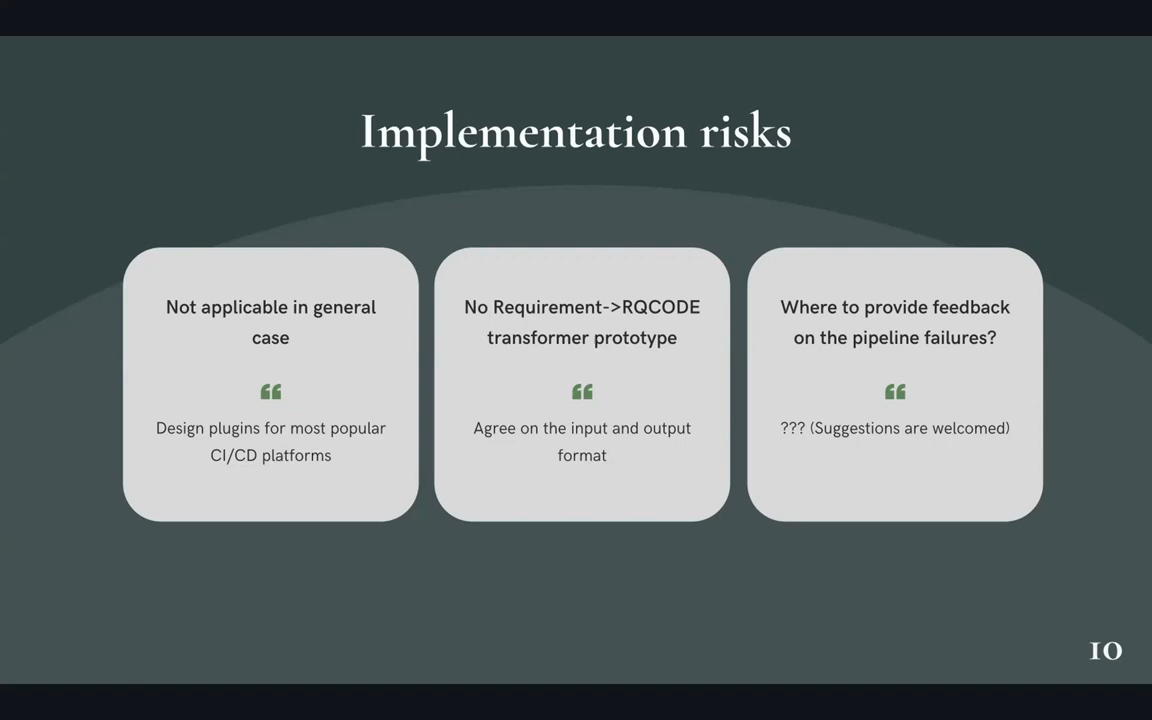 Implementation risks
Not applicable in general
case
Design plugins for most popular
CI/CD platforms
No Requirement->RQCODE
transformer prototype
Agree on the input and output
format
Where to provide feedback
on the pipeline failures?
??? (Suggestions are welcomed)
10